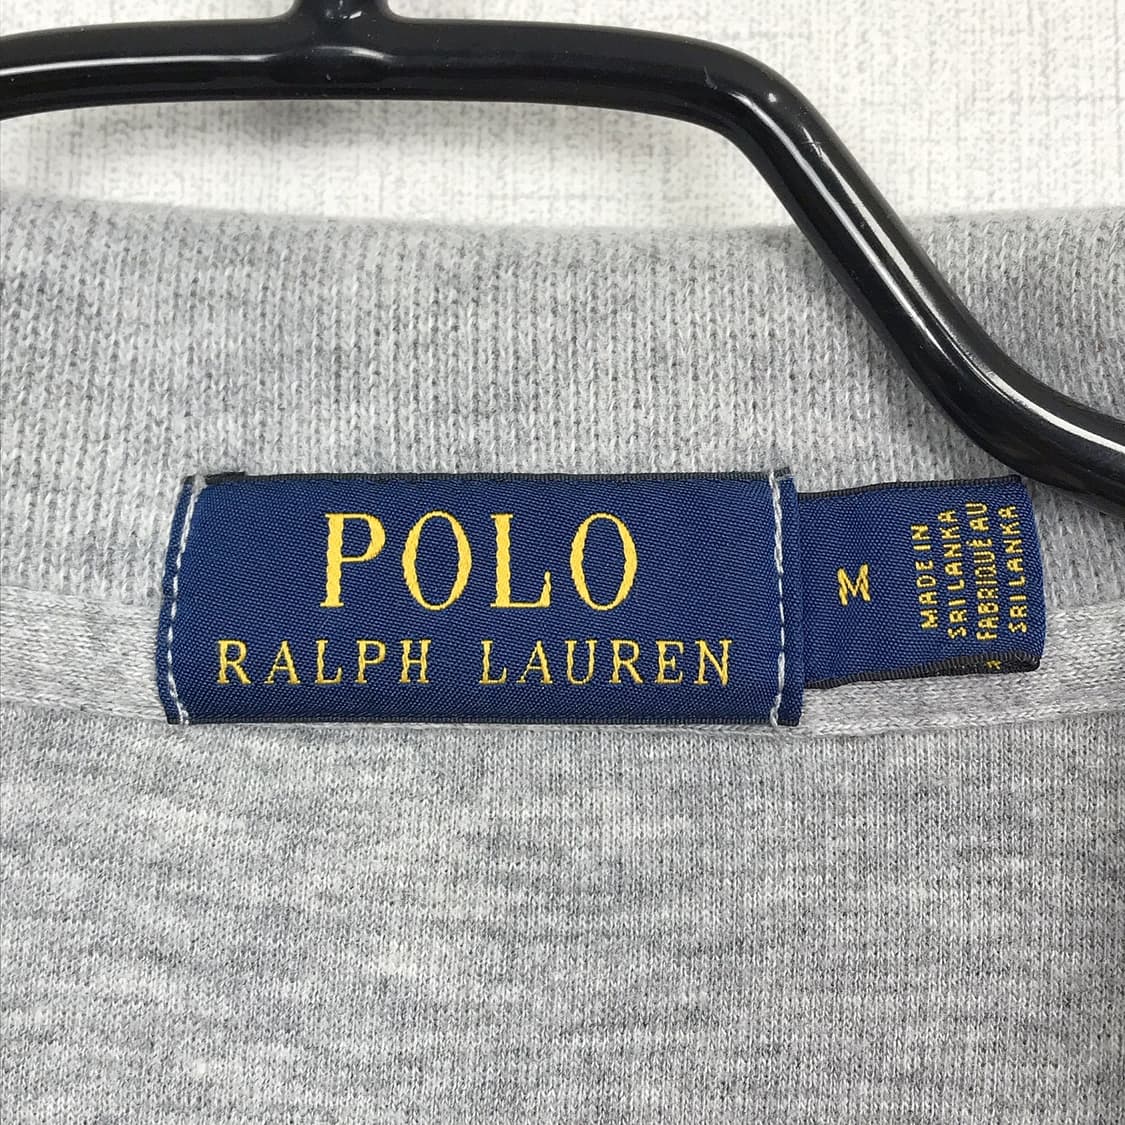 POLO
RALPH LAUREN
M
MADE IN
SRI LANKA
FABRIQUÉ AU
SRI LANKA